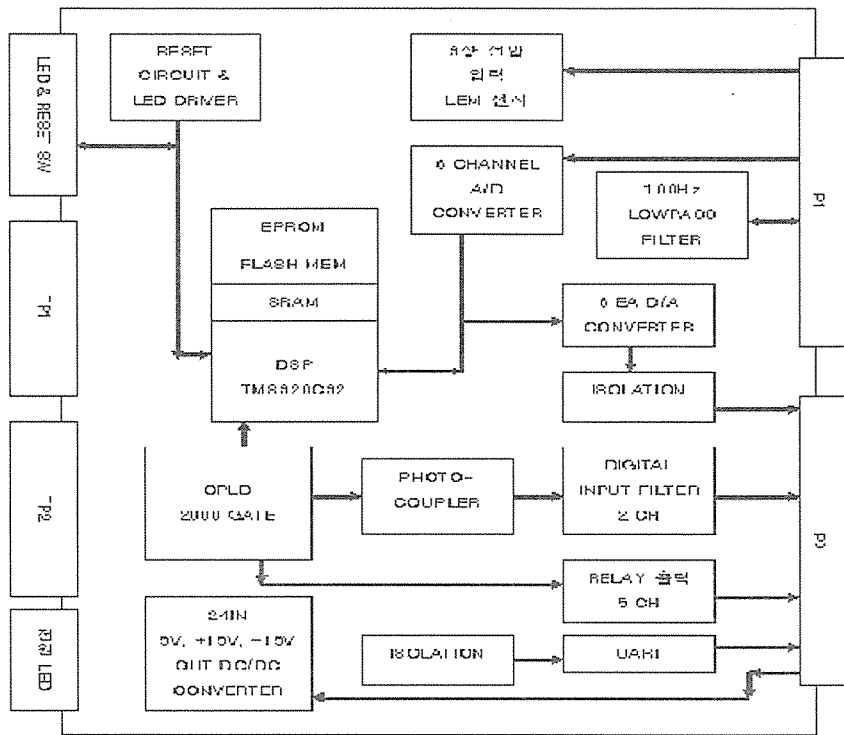 RESET
CIRCUIT &
LED DRIVER
LED & RESET SW
3상 전압
입력
LEM 센서
6 CHANNEL
A/D
CONVERTER
100Hz
LOWPASS
FILTER
P1
EPROM
FLASH MEM
SRAM
DSP
TMS320C32
TP1
6 EA D/A
CONVERTER
ISOLATION
CPLD
2000 GATE
PHOTO-
COUPLER
DIGITAL
INPUT FILTER
2 CH
TP2
RELAY 출력
5 CH
24IN
5V, +15V, -15V
OUT DC/DC
CONVERTER
ISOLATION
UART
전원 LED